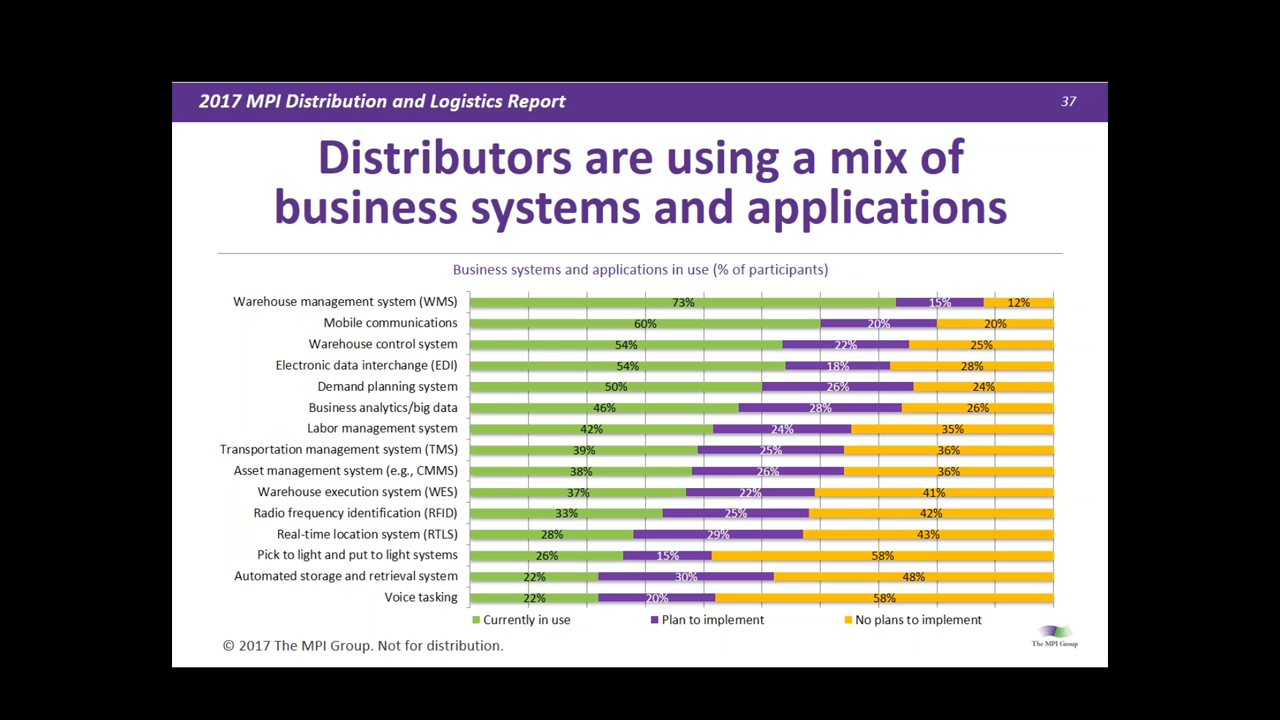 2017 MPI Distribution and Logistics Report 37
Distributors are using a mix of
business systems and applications
Business systems and applications in use (% of participants)
Warehouse management system (WMS) 73% 15% 12%
Mobile communications 60% 20% 20%
Warehouse control system 54% 22% 25%
Electronic data interchange (EDI) 54% 18% 28%
Demand planning system 50% 26% 24%
Business analytics/big data 46% 28% 26%
Labor management system 42% 24% 35%
Transportation management system (TMS) 39% 25% 36%
Asset management system (e.g., CMMS) 38% 26% 36%
Warehouse execution system (WES) 37% 22% 41%
Radio frequency identification (RFID) 33% 25% 42%
Real-time location system (RTLS) 28% 29% 43%
Pick to light and put to light systems 26% 15% 58%
Automated storage and retrieval system 22% 30% 48%
Voice tasking 22% 20% 58%
Currently in use Plan to implement No plans to implement
© 2017 The MPI Group. Not for distribution.
The MPI Group